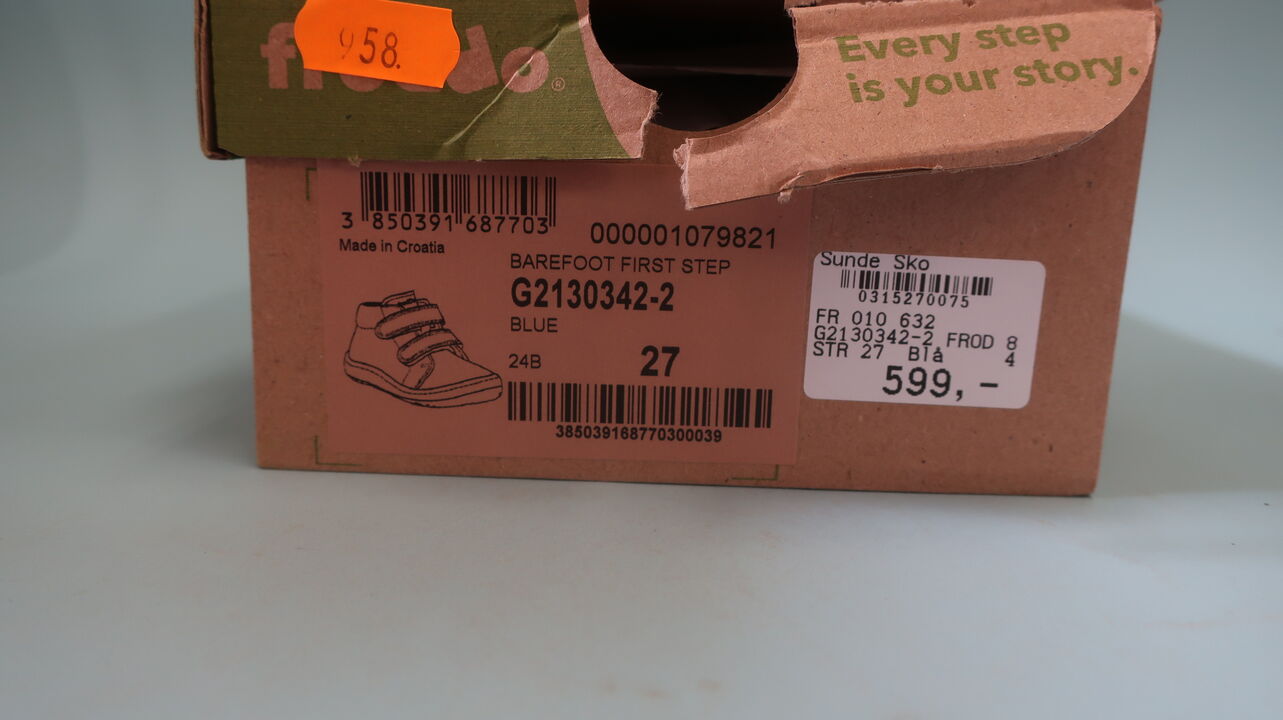 958.
Every step
is your story.
3 850391 687703
Made in Croatia
000001079821
BAREFOOT FIRST STEP
G2130342-2
BLUE
24B
27
385039168770300039
Sunde Sko
0315270075
FR 010 632
G2130342-2 FROD 8
STR 27 Blå 4
599,-